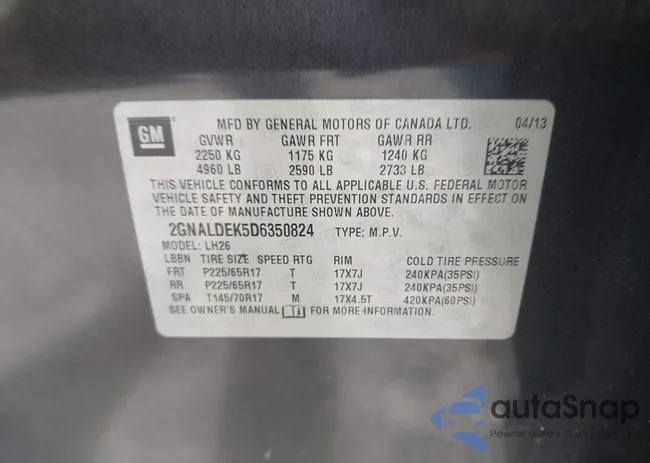 GM
MFD BY GENERAL MOTORS OF CANADA LTD. 04/13
GVWR GAWR FRT GAWR RR
2250 KG 1175 KG 1240 KG
4960 LB 2590 LB 2733 LB
THIS VEHICLE CONFORMS TO ALL APPLICABLE U.S. FEDERAL MOTOR
VEHICLE SAFETY AND THEFT PREVENTION STANDARDS IN EFFECT ON
THE DATE OF MANUFACTURE SHOWN ABOVE.
2GNALDEK5D6350824 TYPE: M.P.V.
MODEL: LH26
LBBN TIRE SIZE SPEED RTG RIM COLD TIRE PRESSURE
FRT P225/65R17 T 17X7J 240KPA(35PSI)
RR P225/65R17 T 17X7J 240KPA(35PSI)
SPA T145/70R17 M 17X4.5T 420KPA(60PSI)
SEE OWNER'S MANUAL FOR MORE INFORMATION.
autaSnap
Pewne auto z